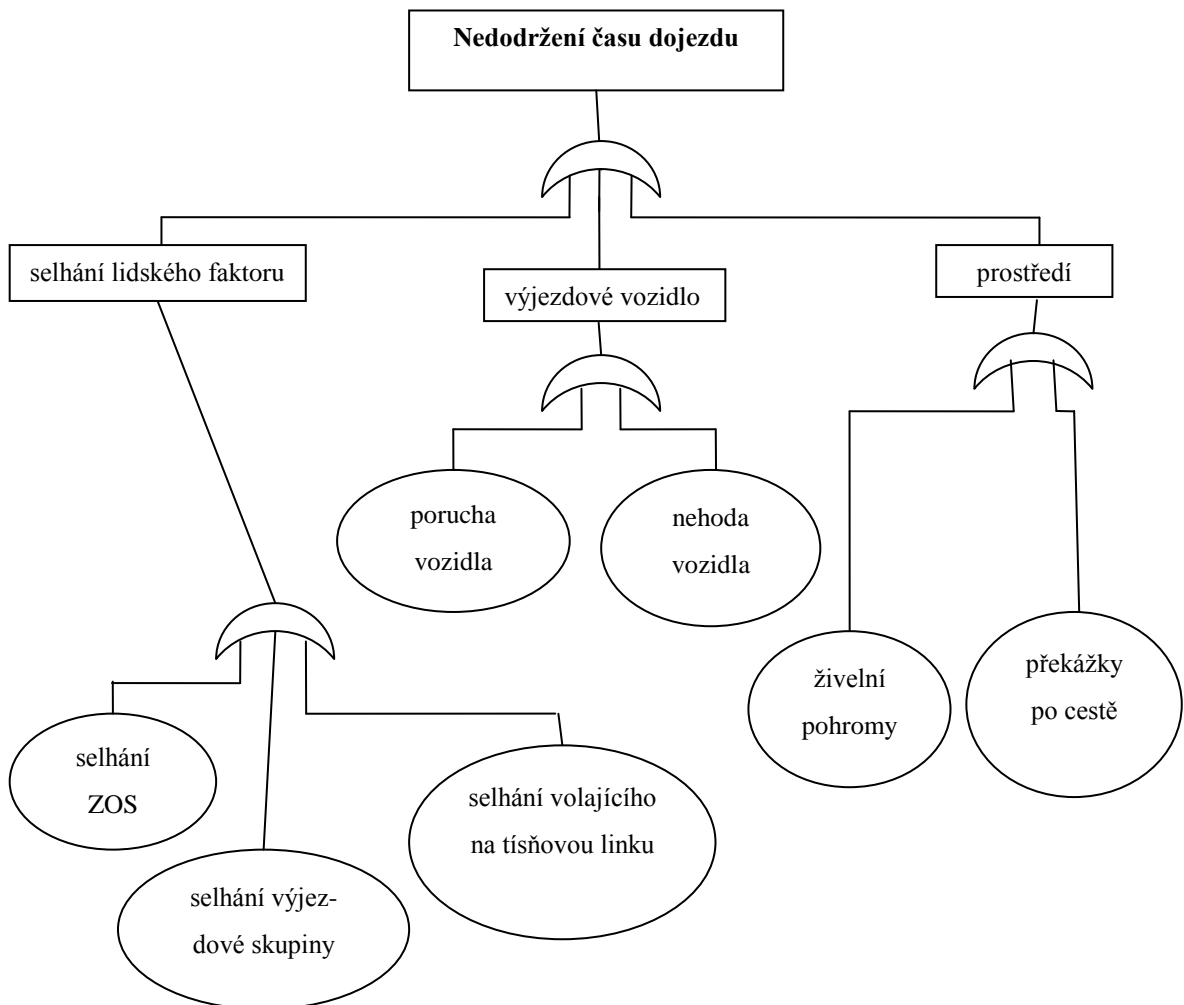 Nedodržení času dojezdu
selhání lidského faktoru
výjezdové vozidlo
prostředí
porucha
vozidla
nehoda
vozidla
živelní
pohromy
překážky
po cestě
selhání
ZOS
selhání výjez-
dové skupiny
selhání volajícího
na tísňovou linku